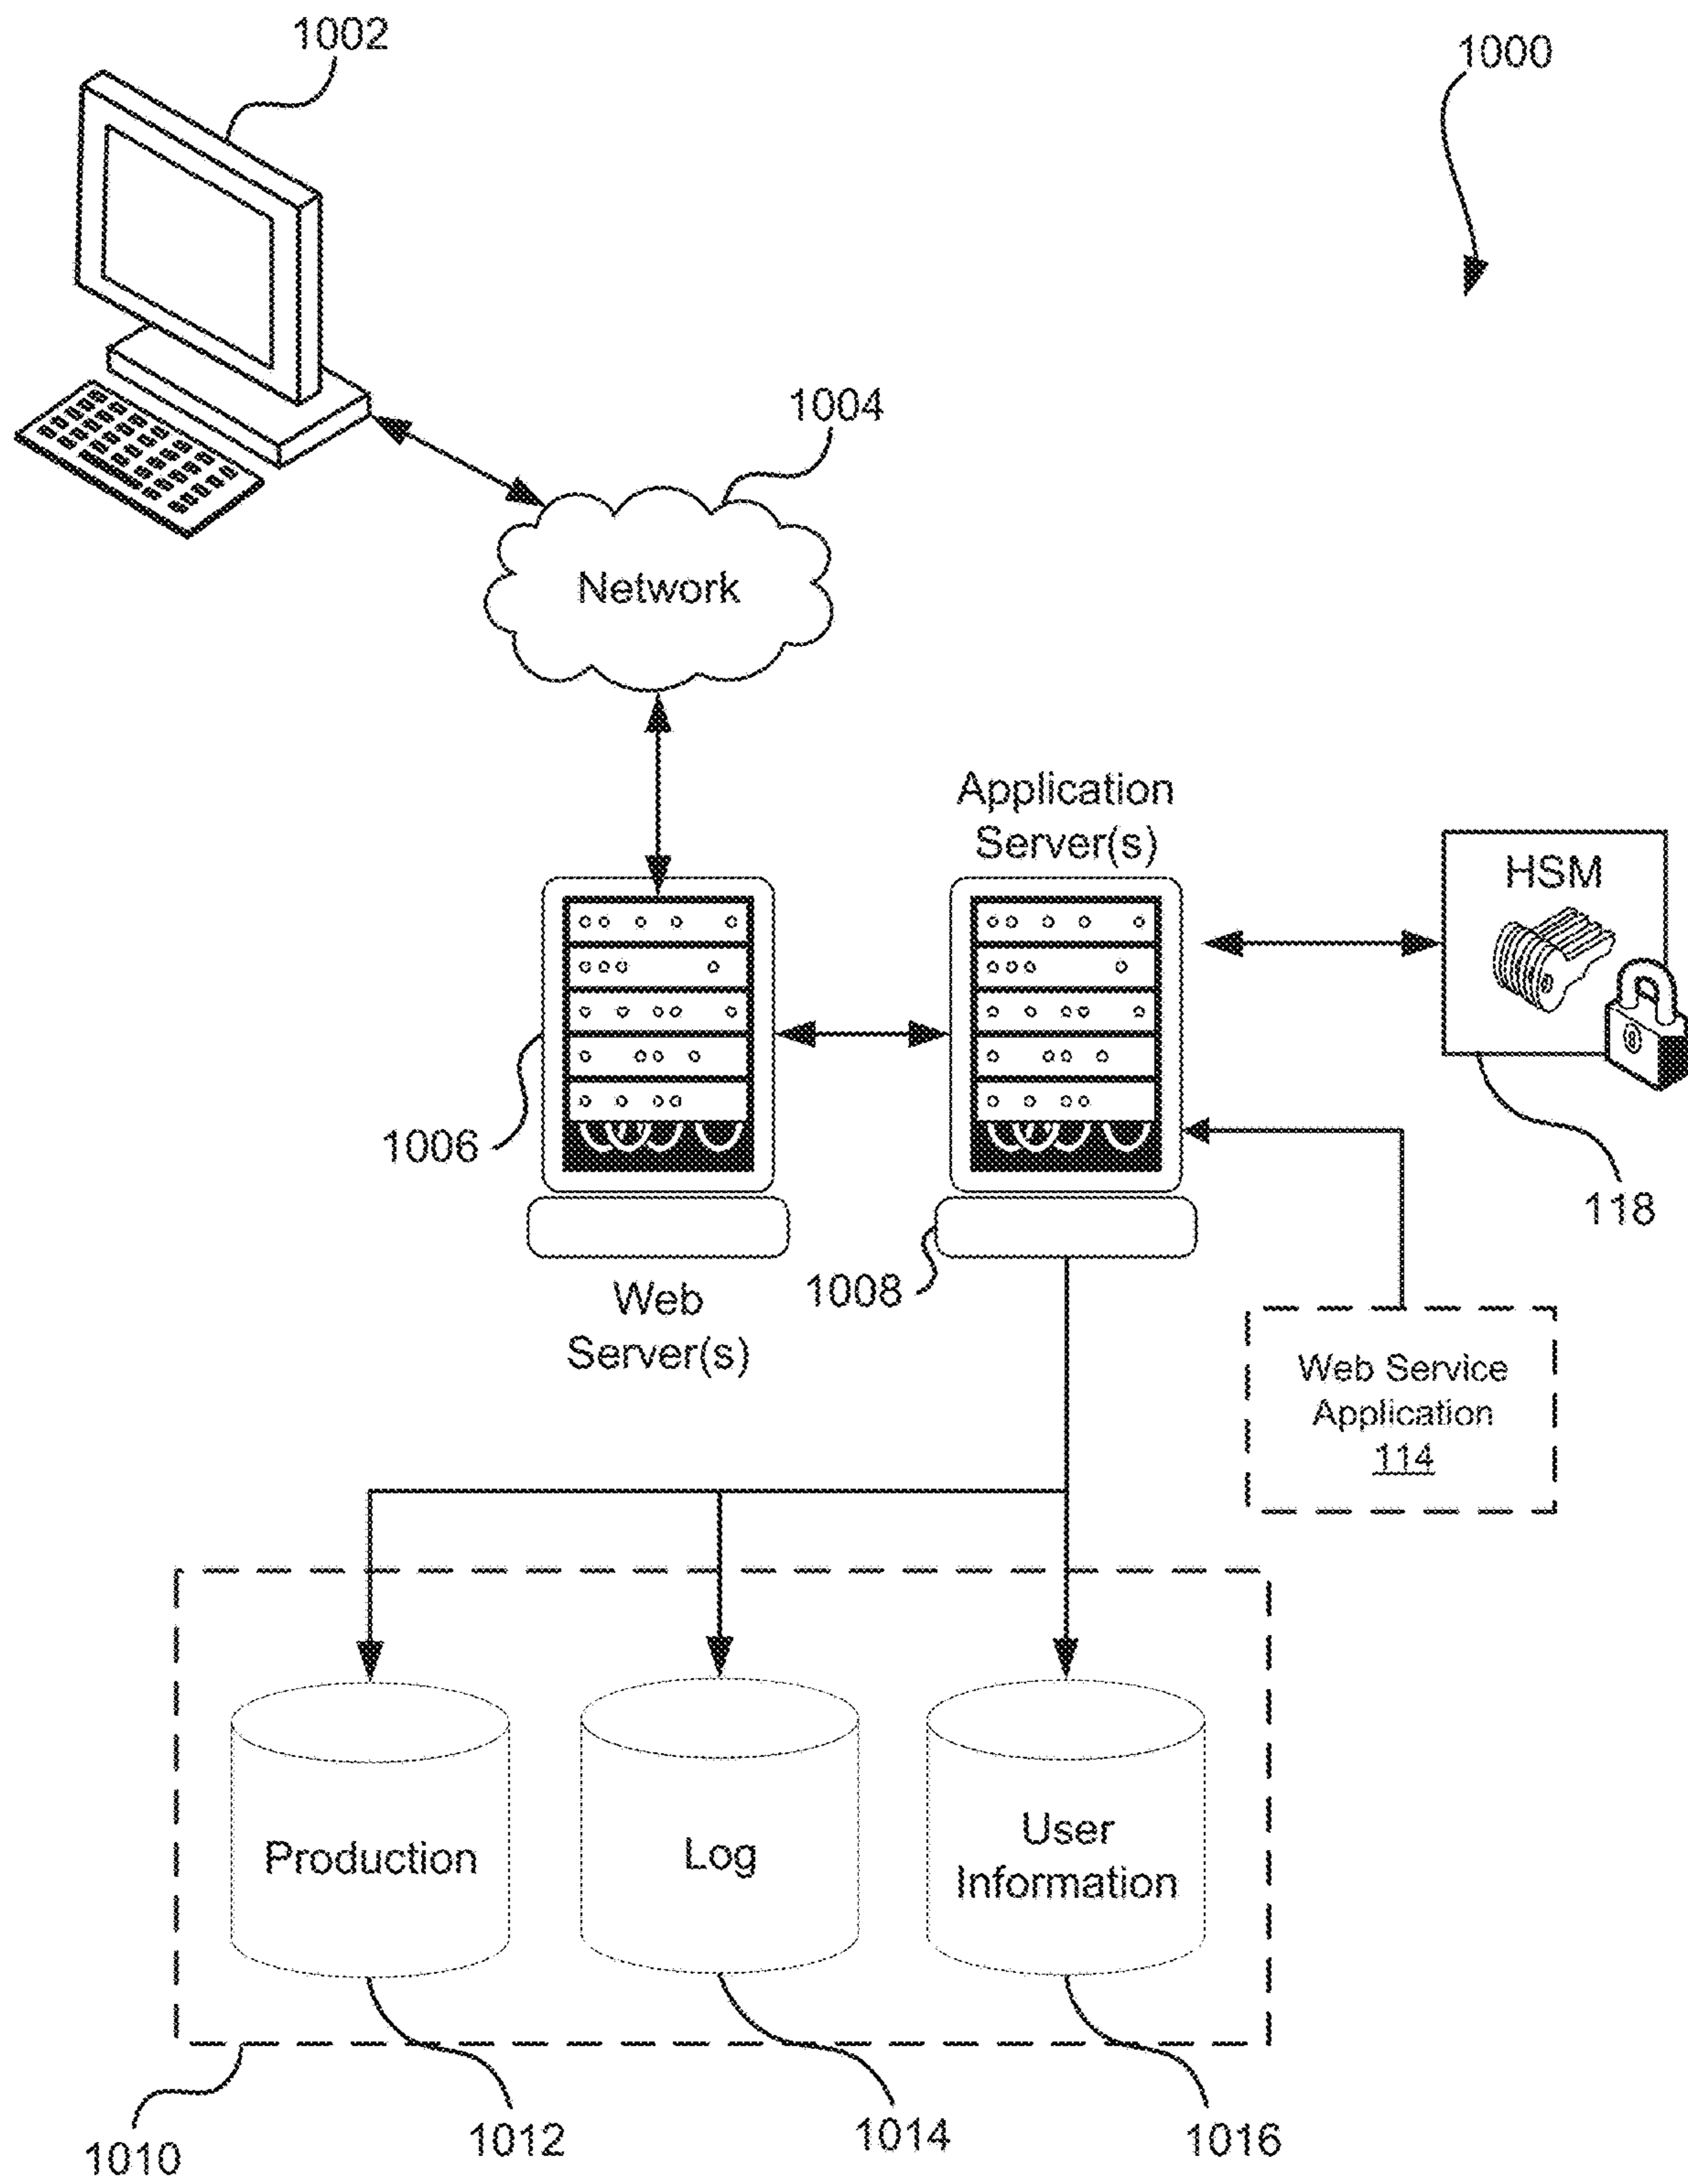 1002
1000
1004
Network
Application
Server(s)
HSM
1006
118
1008
Web
Server(s)
Web Service
Application
114
Production
Log
User
Information
1010
1012
1014
1016